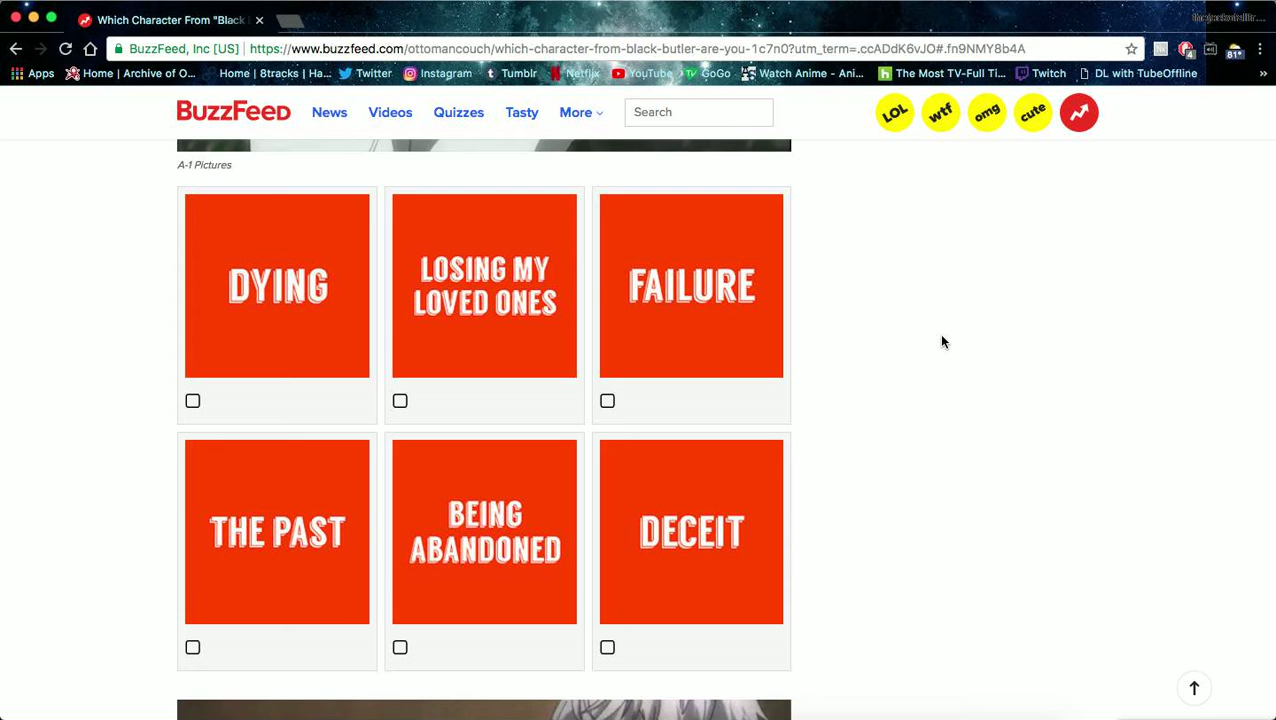 Which Character From "Black
BuzzFeed, Inc [US]
https://www.buzzfeed.com/ottomancouch/which-character-from-black-butler-are-you-1c7n0?utm_term=.ccADdK6vJO#.fn9NMY8b4A
Apps
Home | Archive of O...
Home | 8tracks | Ha...
Twitter
Instagram
Tumblr
Netflix
YouTube
GoGo
Watch Anime - Ani...
The Most TV-Full Ti...
Twitch
DL with TubeOffline
»
BuzzFeed
News
Videos
Quizzes
Tasty
More
Search
LOL
wtf
omg
cute
A-1 Pictures
DYING
LOSING MY
LOVED ONES
FAILURE
THE PAST
BEING
ABANDONED
DECEIT